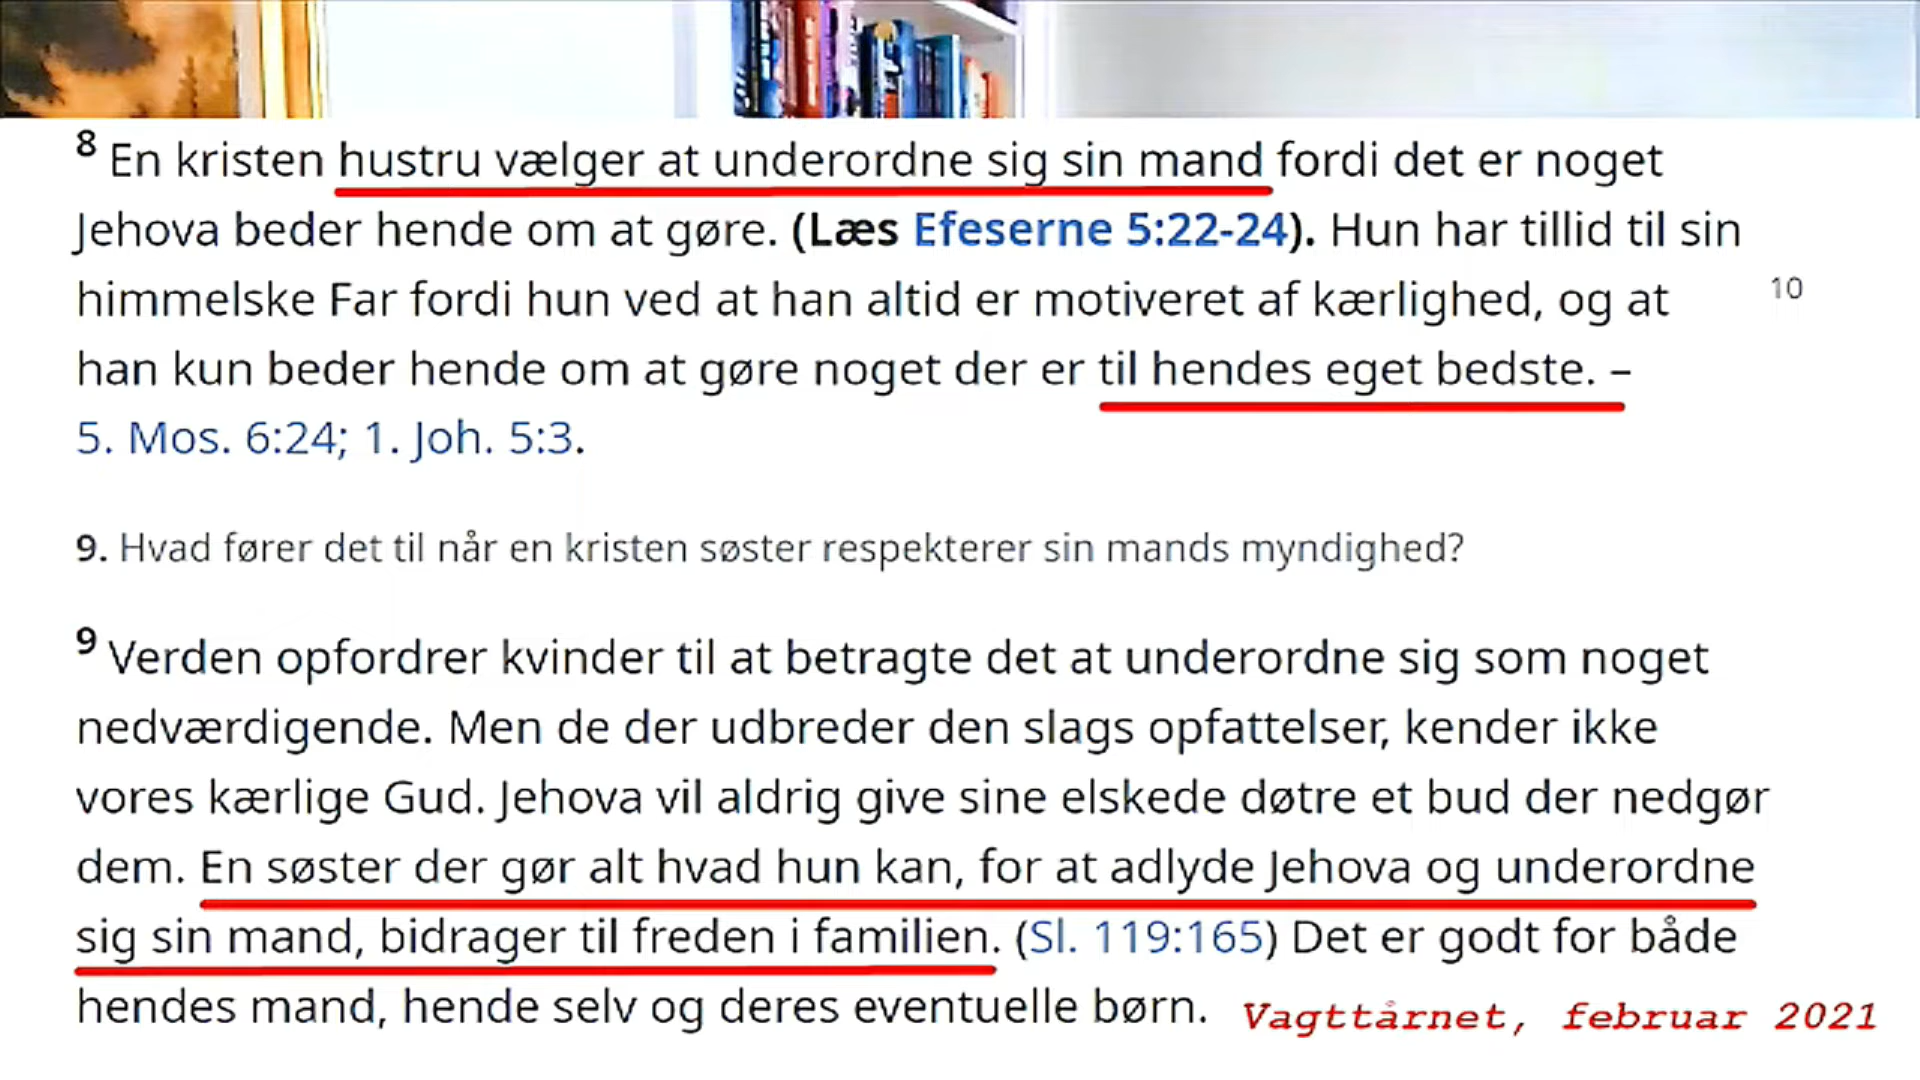 8 En kristen hustru vælger at underordne sig sin mand fordi det er noget
Jehova beder hende om at gøre. (Læs Efeserne 5:22-24). Hun har tillid til sin
himmelske Far fordi hun ved at han altid er motiveret af kærlighed, og at
10
han kun beder hende om at gøre noget der er til hendes eget bedste. –
5. Mos. 6:24; 1. Joh. 5:3.
9. Hvad fører det til når en kristen søster respekterer sin mands myndighed?
9 Verden opfordrer kvinder til at betragte det at underordne sig som noget
nedværdigende. Men de der udbreder den slags opfattelser, kender ikke
vores kærlige Gud. Jehova vil aldrig give sine elskede døtre et bud der nedgør
dem. En søster der gør alt hvad hun kan, for at adlyde Jehova og underordne
sig sin mand, bidrager til freden i familien. (Sl. 119:165) Det er godt for både
hendes mand, hende selv og deres eventuelle børn.
Vagttårnet, februar 2021